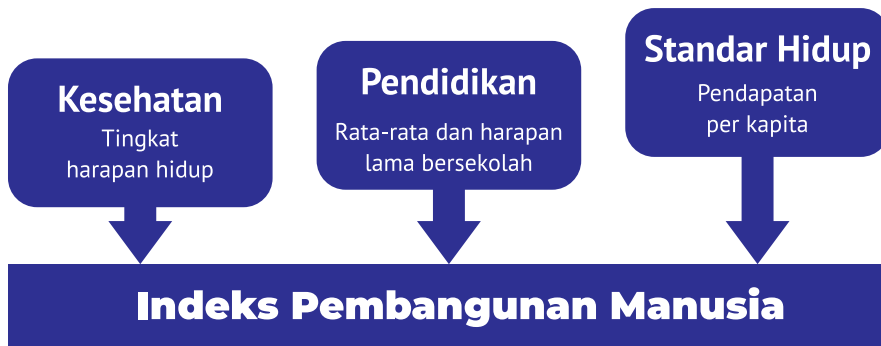 Kesehatan
Tingkat
harapan hidup
Pendidikan
Rata-rata dan harapan
lama bersekolah
Standar Hidup
Pendapatan
per kapita
Indeks Pembangunan Manusia